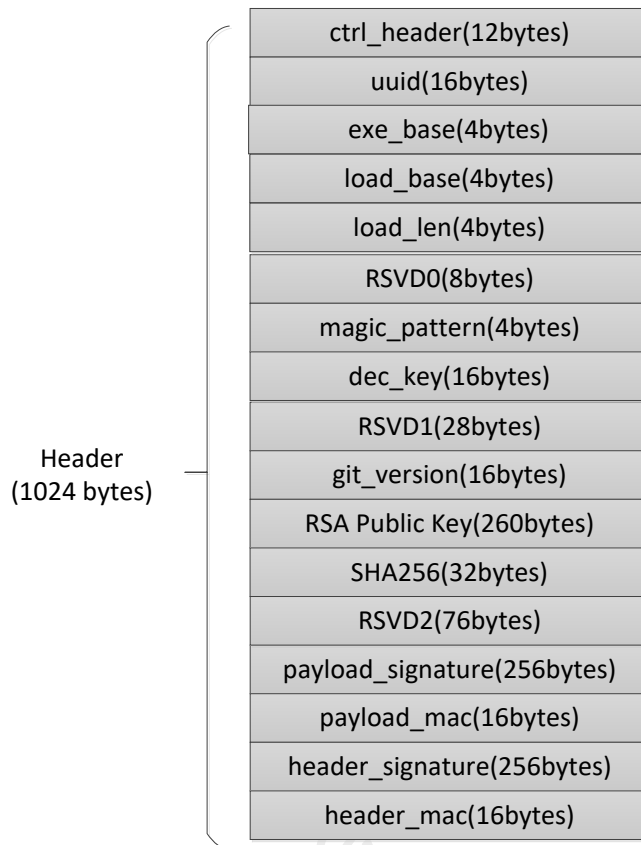 ctrl_header(12bytes)
uuid(16bytes)
exe_base(4bytes)
load_base(4bytes)
load_len(4bytes)
RSVD0(8bytes)
magic_pattern(4bytes)
dec_key(16bytes)
RSVD1(28bytes)
Header
(1024 bytes)
git_version(16bytes)
RSA Public Key(260bytes)
SHA256(32bytes)
RSVD2(76bytes)
payload_signature(256bytes)
payload_mac(16bytes)
header_signature(256bytes)
header_mac(16bytes)